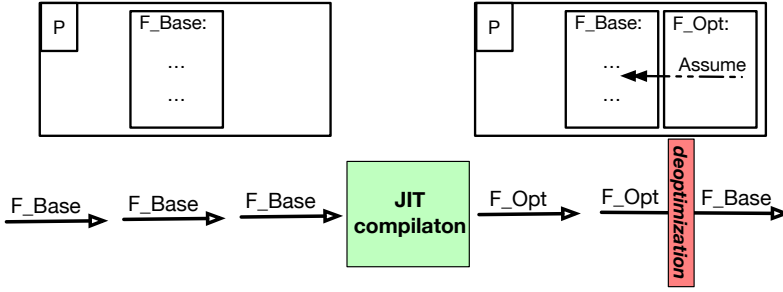 P
F_Base:
...
...
P
F_Base:
F_Opt:
...
Assume
...
F_Base
F_Base
F_Base
JIT
compilaton
F_Opt
F_Opt
deoptimization
F_Base